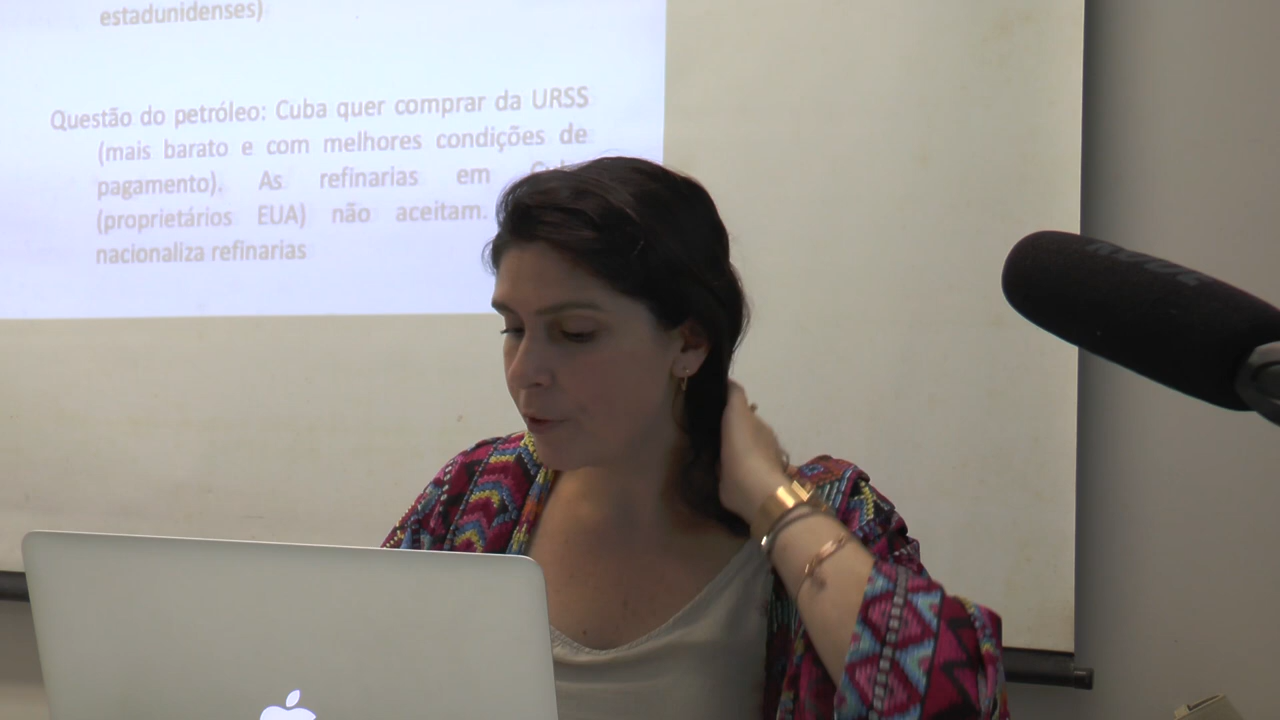 estadunidenses)
Questão do petróleo: Cuba quer comprar da URSS
(mais barato e com melhores condições de
pagamento). As refinarias em
(proprietários EUA) não aceitam.
nacionaliza refinarias